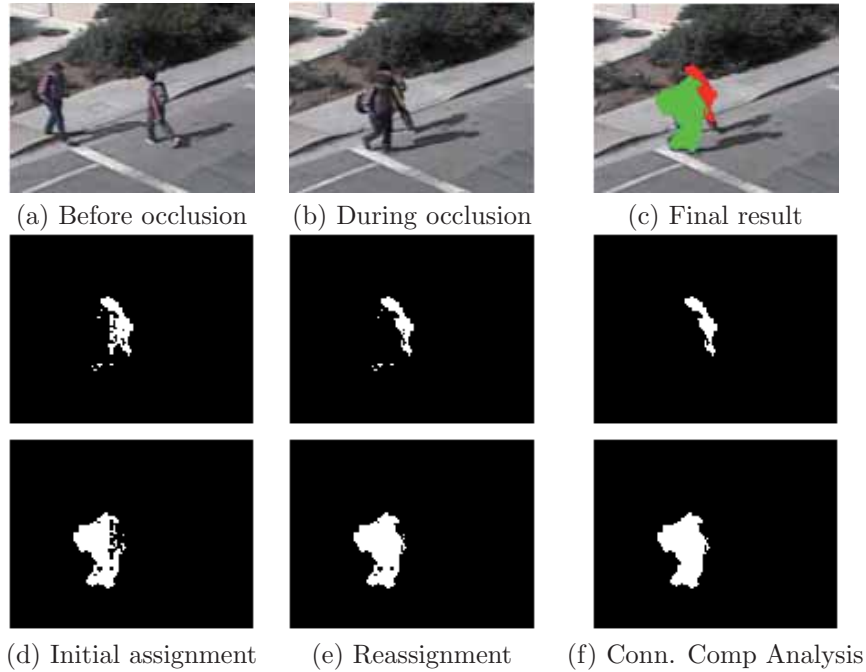 (a) Before occlusion
(b) During occlusion
(c) Final result
(d) Initial assignment
(e) Reassignment
(f) Conn. Comp Analysis